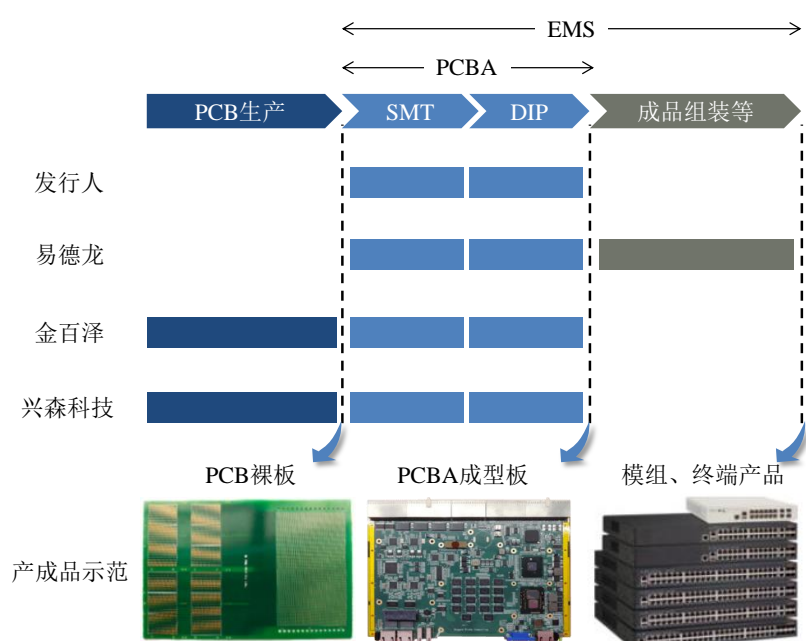 EMS
PCBA
PCB生产
SMT
DIP
成品组装等
发行人
易德龙
金百泽
兴森科技
PCB裸板
PCBA成型板
模组、终端产品
产成品示范